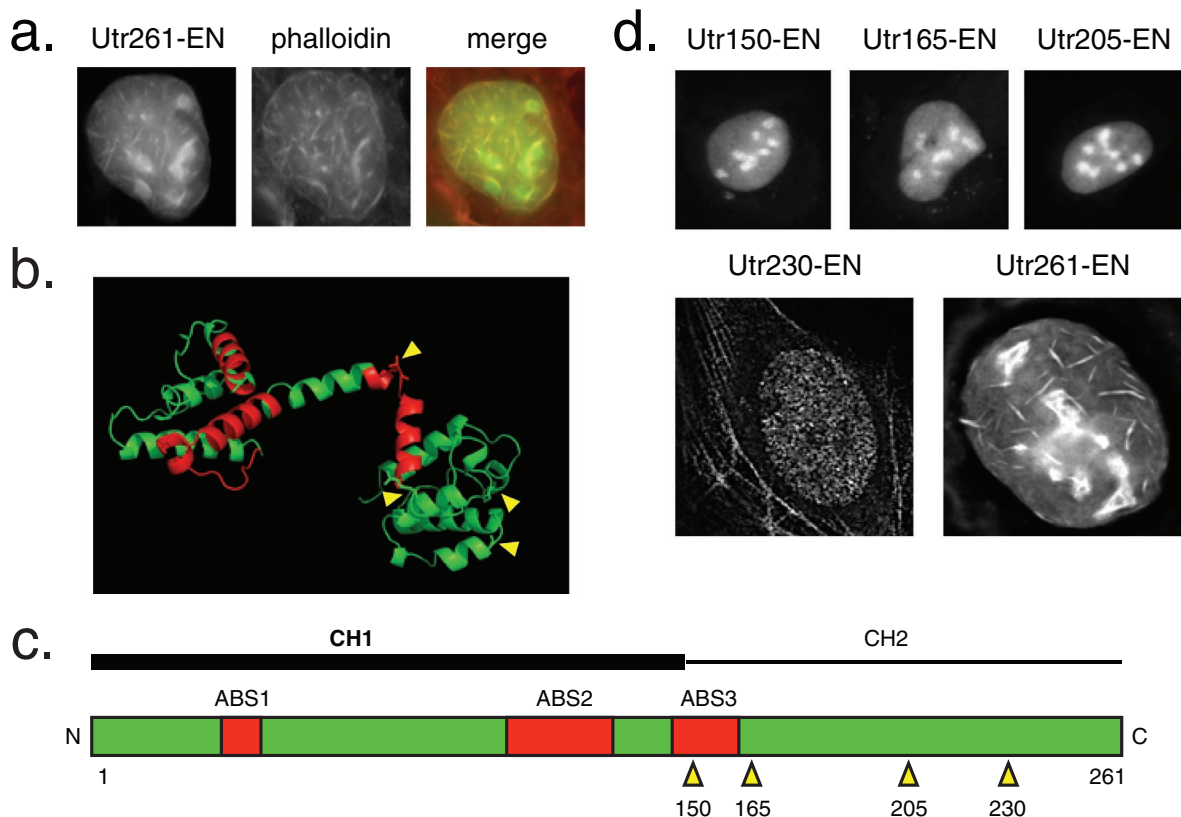 a.
Utr261-EN phalloidin merge
b.
c.
CH1 CH2
ABS1 ABS2 ABS3
N C
1 261
150 165 205 230
d.
Utr150-EN Utr165-EN Utr205-EN
Utr230-EN Utr261-EN